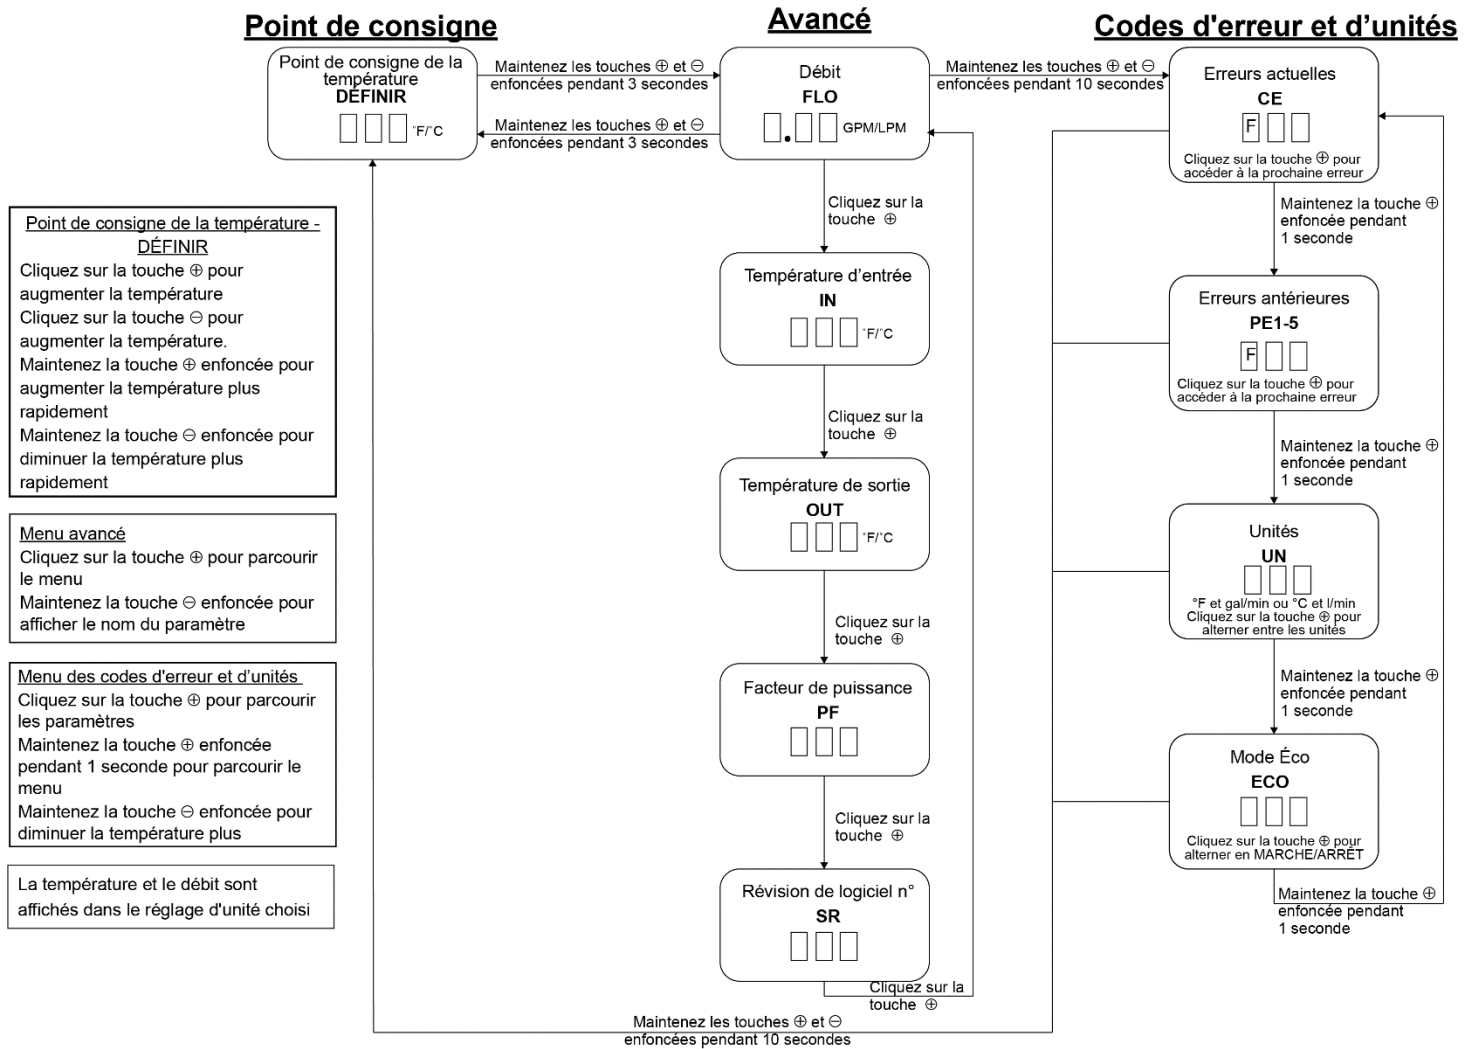 Point de consigne
Avancé
Codes d'erreur et d’unités
Point de consigne de la
température
DÉFINIR
°F/°C
Maintenez les touches ⊕ et ⊖
enfoncées pendant 3 secondes
Maintenez les touches ⊕ et ⊖
enfoncées pendant 3 secondes
Débit
FLO
GPM/LPM
Maintenez les touches ⊕ et ⊖
enfoncées pendant 10 secondes
Erreurs actuelles
CE
F
Cliquez sur la touche ⊕ pour
accéder à la prochaine erreur
Point de consigne de la température -
DÉFINIR
Cliquez sur la touche ⊕ pour
augmenter la température
Cliquez sur la touche ⊖ pour
augmenter la température.
Maintenez la touche ⊕ enfoncée pour
augmenter la température plus
rapidement
Maintenez la touche ⊖ enfoncée pour
diminuer la température plus
rapidement
Menu avancé
Cliquez sur la touche ⊕ pour parcourir
le menu
Maintenez la touche ⊖ enfoncée pour
afficher le nom du paramètre
Menu des codes d'erreur et d’unités
Cliquez sur la touche ⊕ pour parcourir
les paramètres
Maintenez la touche ⊕ enfoncée
pendant 1 seconde pour parcourir le
menu
Maintenez la touche ⊖ enfoncée pour
diminuer la température plus
La température et le débit sont
affichés dans le réglage d'unité choisi
Cliquez sur la
touche ⊕
Température d’entrée
IN
°F/°C
Cliquez sur la
touche ⊕
Température de sortie
OUT
°F/°C
Cliquez sur la
touche ⊕
Facteur de puissance
PF
Cliquez sur la
touche ⊕
Révision de logiciel n°
SR
Cliquez sur la
touche ⊕
Maintenez la touche ⊕
enfoncée pendant
1 seconde
Erreurs antérieures
PE1-5
F
Cliquez sur la touche ⊕ pour
accéder à la prochaine erreur
Maintenez la touche ⊕
enfoncée pendant
1 seconde
Unités
UN
°F et gal/min ou °C et l/min
Cliquez sur la touche ⊕ pour
alterner entre les unités
Maintenez la touche ⊕
enfoncée pendant
1 seconde
Mode Éco
ECO
Cliquez sur la touche ⊕ pour
alterner en MARCHE/ARRÊT
Maintenez la touche ⊕
enfoncée pendant
1 seconde
Maintenez les touches ⊕ et ⊖
enfoncées pendant 10 secondes